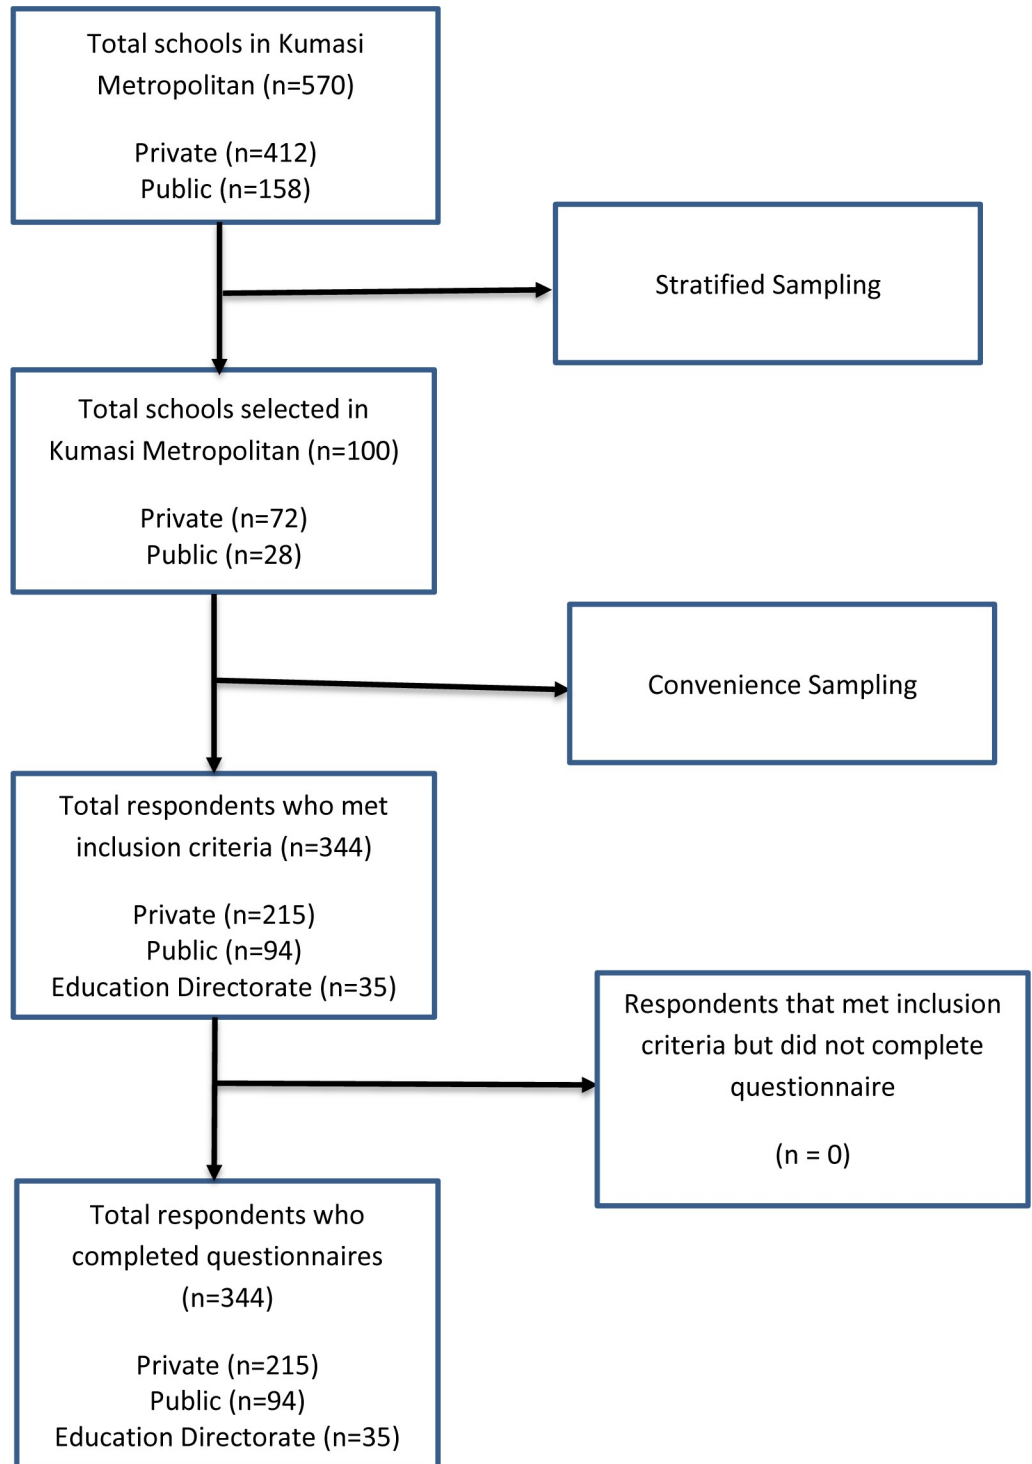 Total schools in Kumasi
Metropolitan (n=570)
Private (n=412)
Public (n=158)
Stratified Sampling
Total schools selected in
Kumasi Metropolitan (n=100)
Private (n=72)
Public (n=28)
Convenience Sampling
Total respondents who met
inclusion criteria (n=344)
Private (n=215)
Public (n=94)
Education Directorate (n=35)
Respondents that met inclusion
criteria but did not complete
questionnaire
(n = 0)
Total respondents who
completed questionnaires
(n=344)
Private (n=215)
Public (n=94)
Education Directorate (n=35)